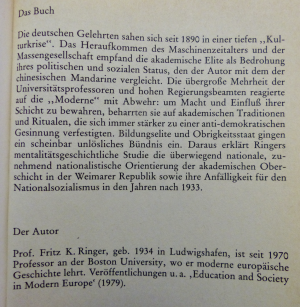 Das Buch
Die deutschen Gelehrten sahen sich seit 1890 in einer tiefen „Kul-
turkrise“. Das Heraufkommen des Maschinenzeitalters und der
Massengesellschaft empfand die akademische Elite als Bedrohung
ihres politischen und sozialen Status, den der Autor mit dem der
chinesischen Mandarine vergleicht. Die übergroße Mehrheit der
Universitätsprofessoren und hohen Regierungsbeamten reagierte
auf die „Moderne“ mit Abwehr: um Macht und Einfluß ihrer
Schicht zu bewahren, beharrten sie auf akademischen Traditionen
und Ritualen, die sich immer stärker zu einer anti-demokratischen
Gesinnung verfestigten. Bildungselite und Obrigkeitsstaat gingen
ein scheinbar unlösliches Bündnis ein. Daraus erklärt Ringers
mentalitätsgeschichtliche Studie die überwiegend nationale, zu-
nehmend nationalistische Orientierung der akademischen Ober-
schicht in der Weimarer Republik sowie ihre Anfälligkeit für den
Nationalsozialismus in den Jahren nach 1933.
Der Autor
Prof. Fritz K. Ringer, geb. 1934 in Ludwigshafen, ist seit 1970
Professor an der Boston University, wo er moderne europäische
Geschichte lehrt. Veröffentlichungen u. a. ‚Education and Society
in Modern Europe‘ (1979).